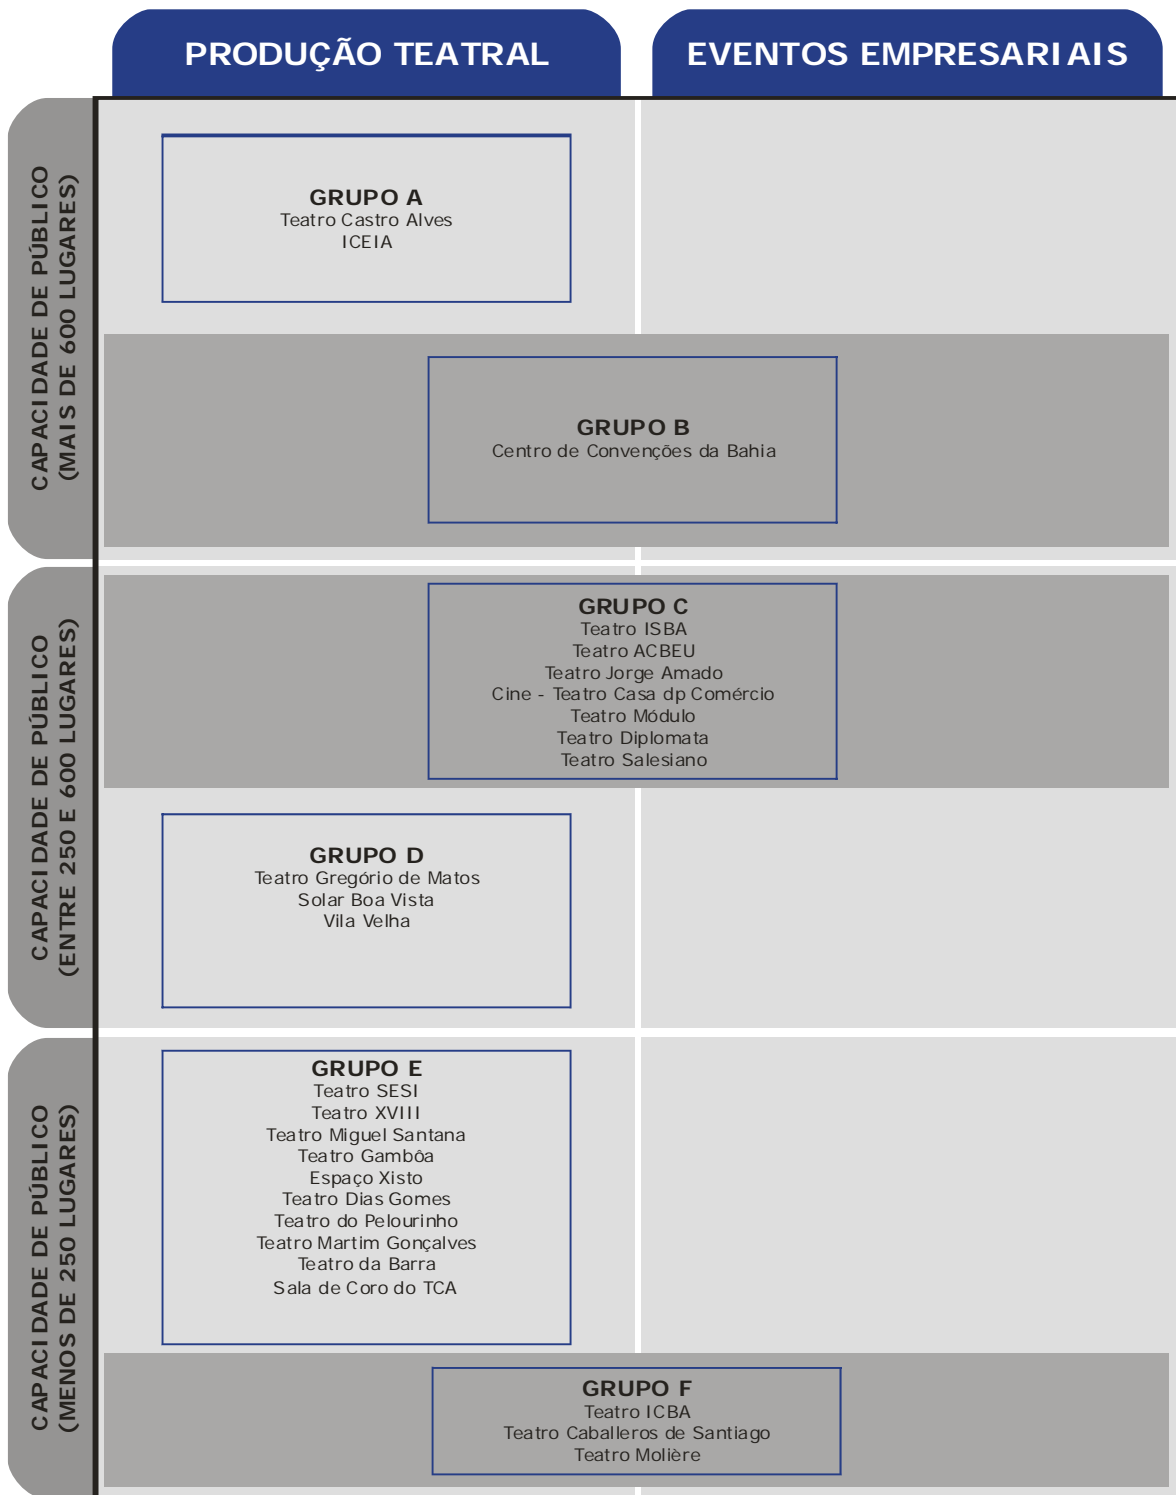 PRODUÇÃO TEATRAL
EVENTOS EMPRESARIAIS
CAPACIDADE DE PÚBLICO
(MAIS DE 600 LUGARES)
GRUPO A
Teatro Castro Alves
ICEIA
GRUPO B
Centro de Convenções da Bahia
CAPACIDADE DE PÚBLICO
(ENTRE 250 E 600 LUGARES)
GRUPO C
Teatro ISBA
Teatro ACBEU
Teatro Jorge Amado
Cine - Teatro Casa dp Comércio
Teatro Módulo
Teatro Diplomata
Teatro Salesiano
GRUPO D
Teatro Gregório de Matos
Solar Boa Vista
Vila Velha
CAPACIDADE DE PÚBLICO
(MENOS DE 250 LUGARES)
GRUPO E
Teatro SESI
Teatro XVIII
Teatro Miguel Santana
Teatro Gambôa
Espaço Xisto
Teatro Dias Gomes
Teatro do Pelourinho
Teatro Martim Gonçalves
Teatro da Barra
Sala de Coro do TCA
GRUPO F
Teatro ICBA
Teatro Caballeros de Santiago
Teatro Molière